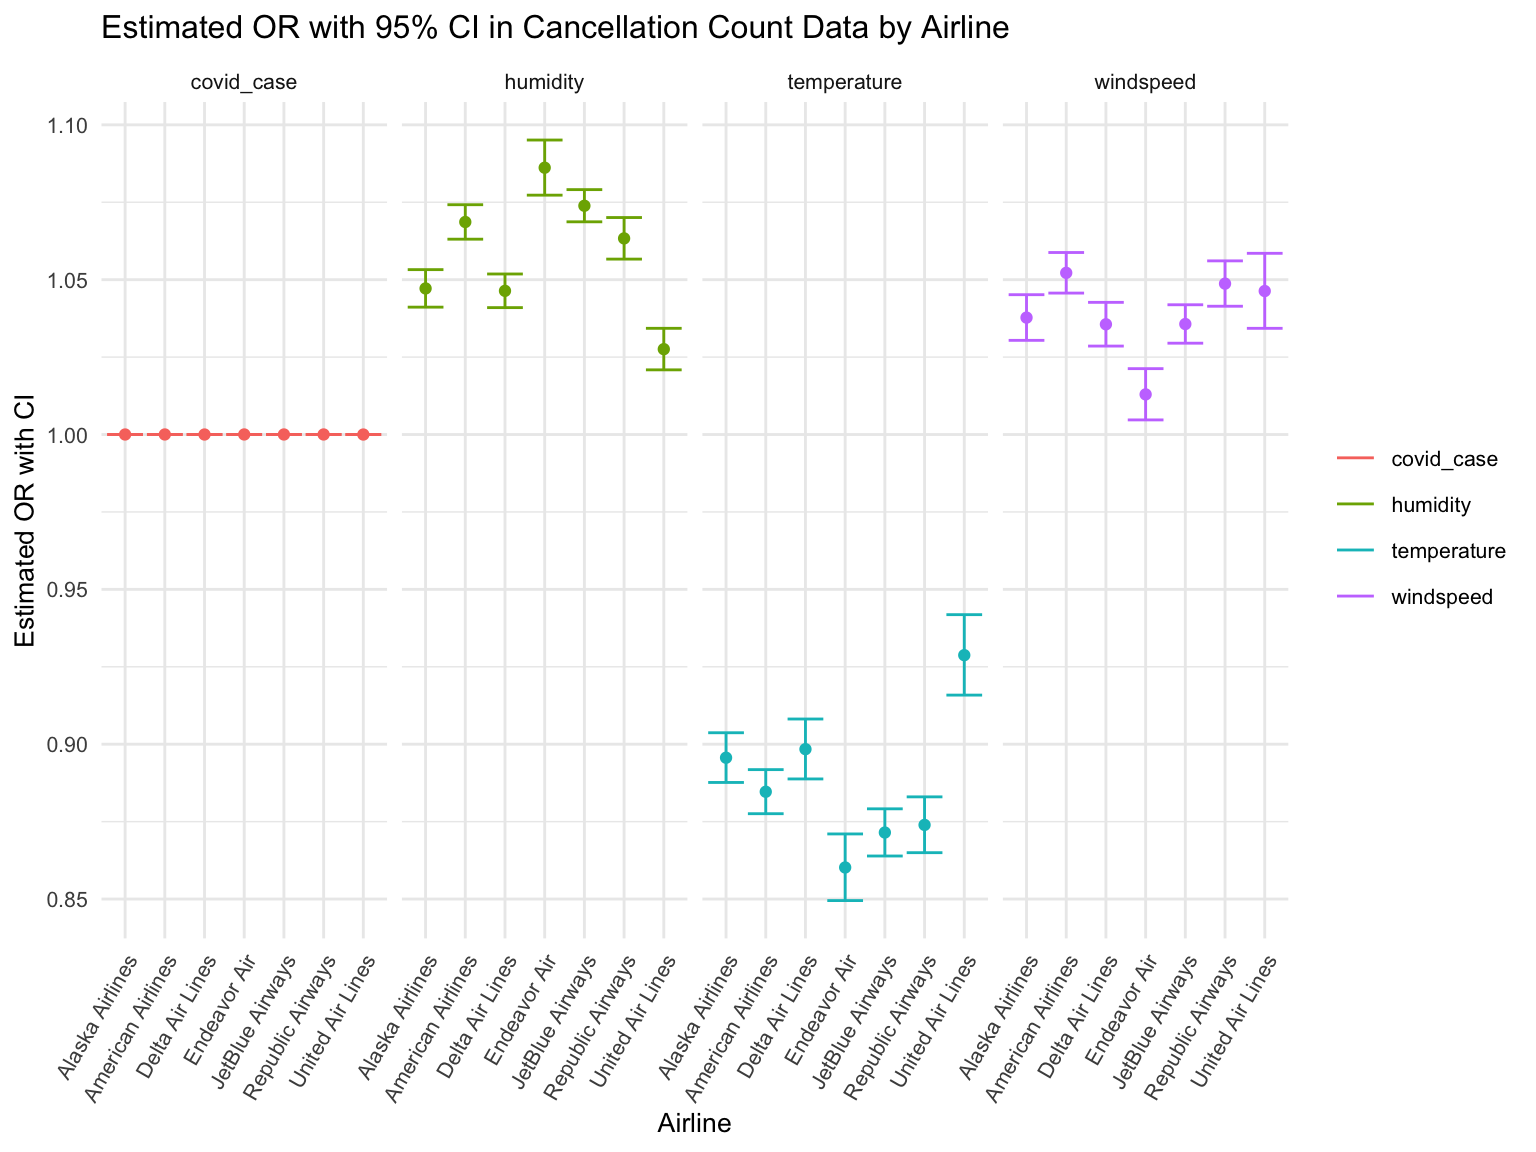 Estimated OR with 95% CI in Cancellation Count Data by Airline
covid_case
humidity
temperature
windspeed
Estimated OR with CI
1.10
1.05
1.00
0.95
0.90
0.85
Alaska Airlines
American Airlines
Delta Air Lines
Endeavor Air
JetBlue Airways
Republic Airways
United Air Lines
Alaska Airlines
American Airlines
Delta Air Lines
Endeavor Air
JetBlue Airways
Republic Airways
United Air Lines
Alaska Airlines
American Airlines
Delta Air Lines
Endeavor Air
JetBlue Airways
Republic Airways
United Air Lines
Alaska Airlines
American Airlines
Delta Air Lines
Endeavor Air
JetBlue Airways
Republic Airways
United Air Lines
Airline
covid_case
humidity
temperature
windspeed